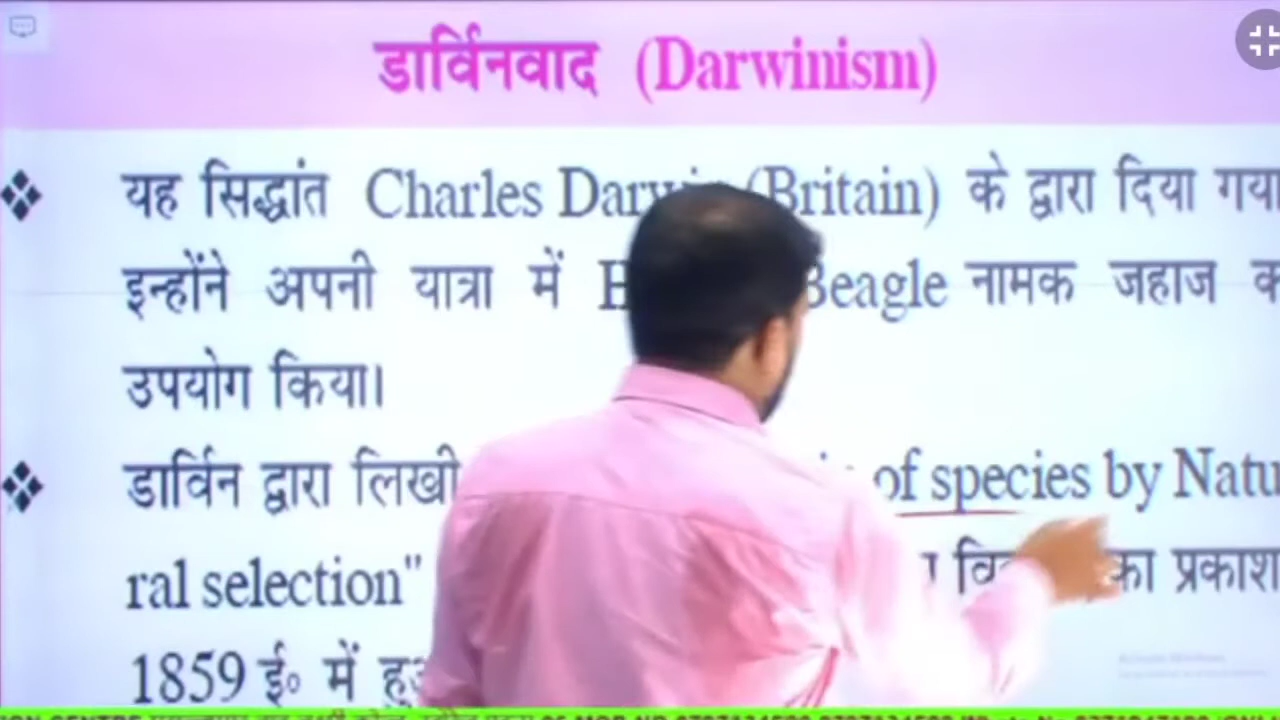 डार्विनवाद (Darwinism)
❖ यह सिद्धांत Charles (Britain) के द्वारा दिया गया
इन्होंने अपनी यात्रा में Beagle नामक जहाज
उपयोग किया।
❖ डार्विन द्वारा लिखी of species by Natu
ral selection" का प्रकाश
1859 ई० में